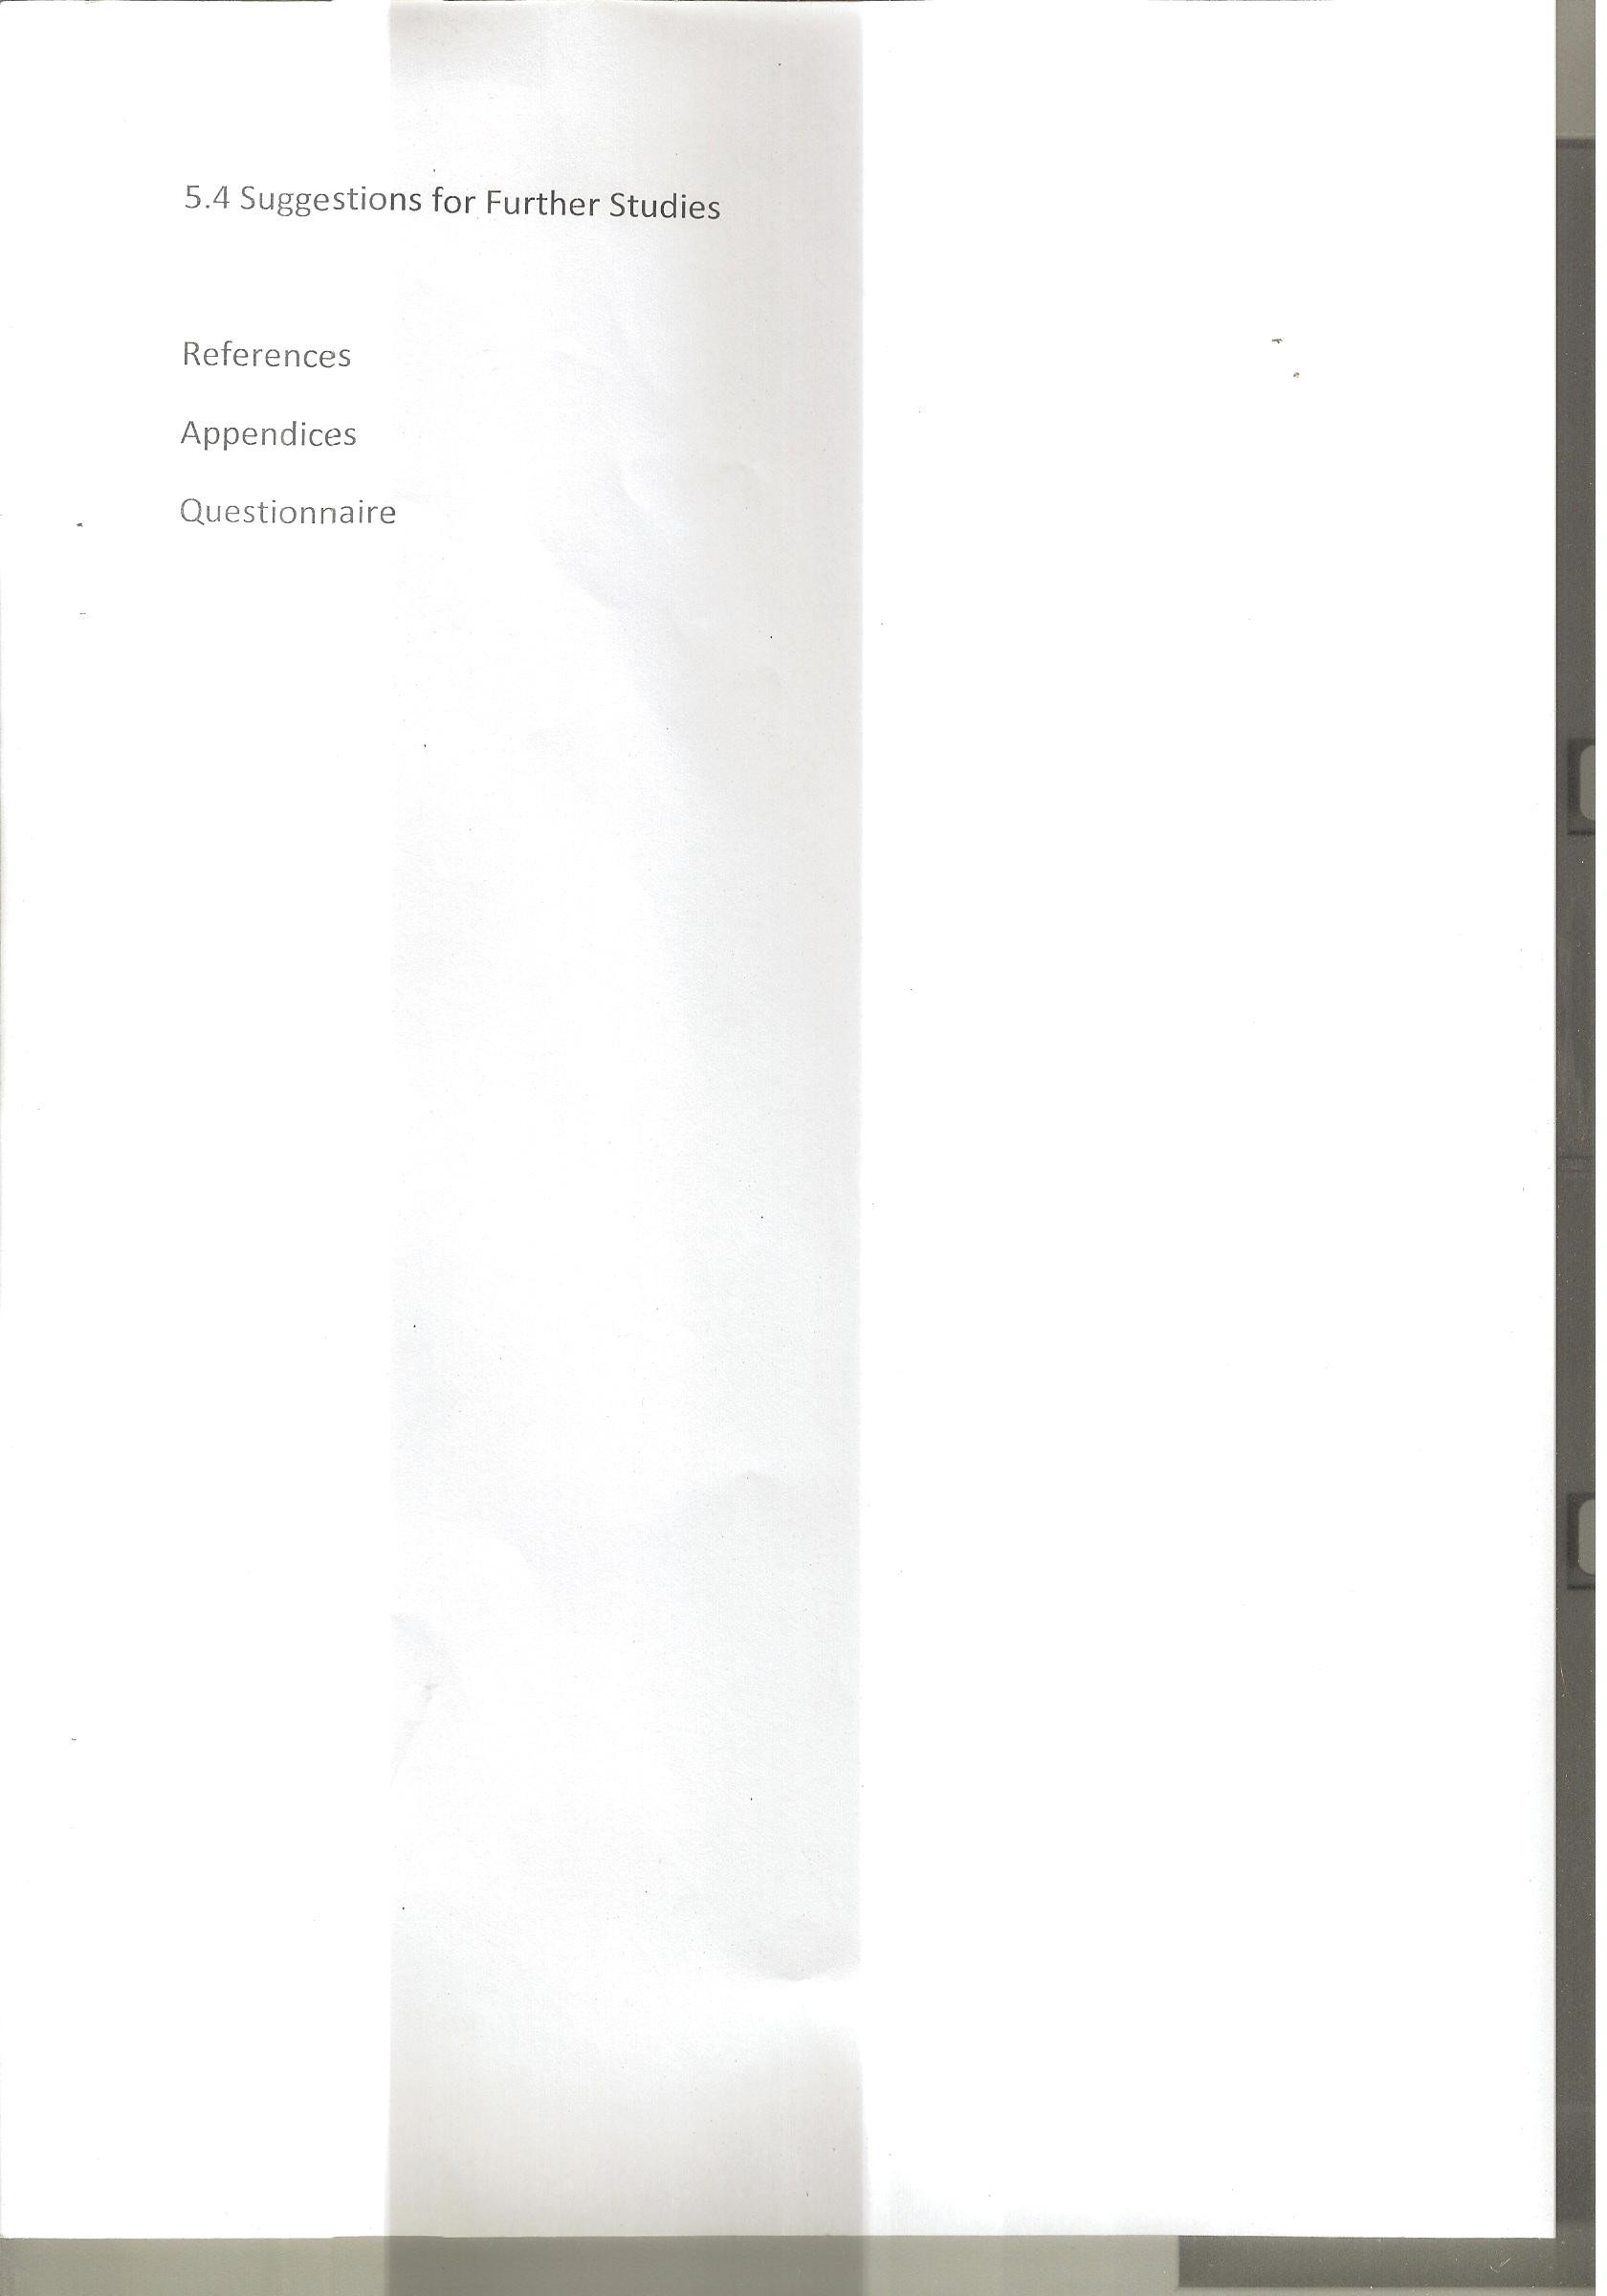 5.4 Suggestions for Further Studies
References
Appendices
Questionnaire